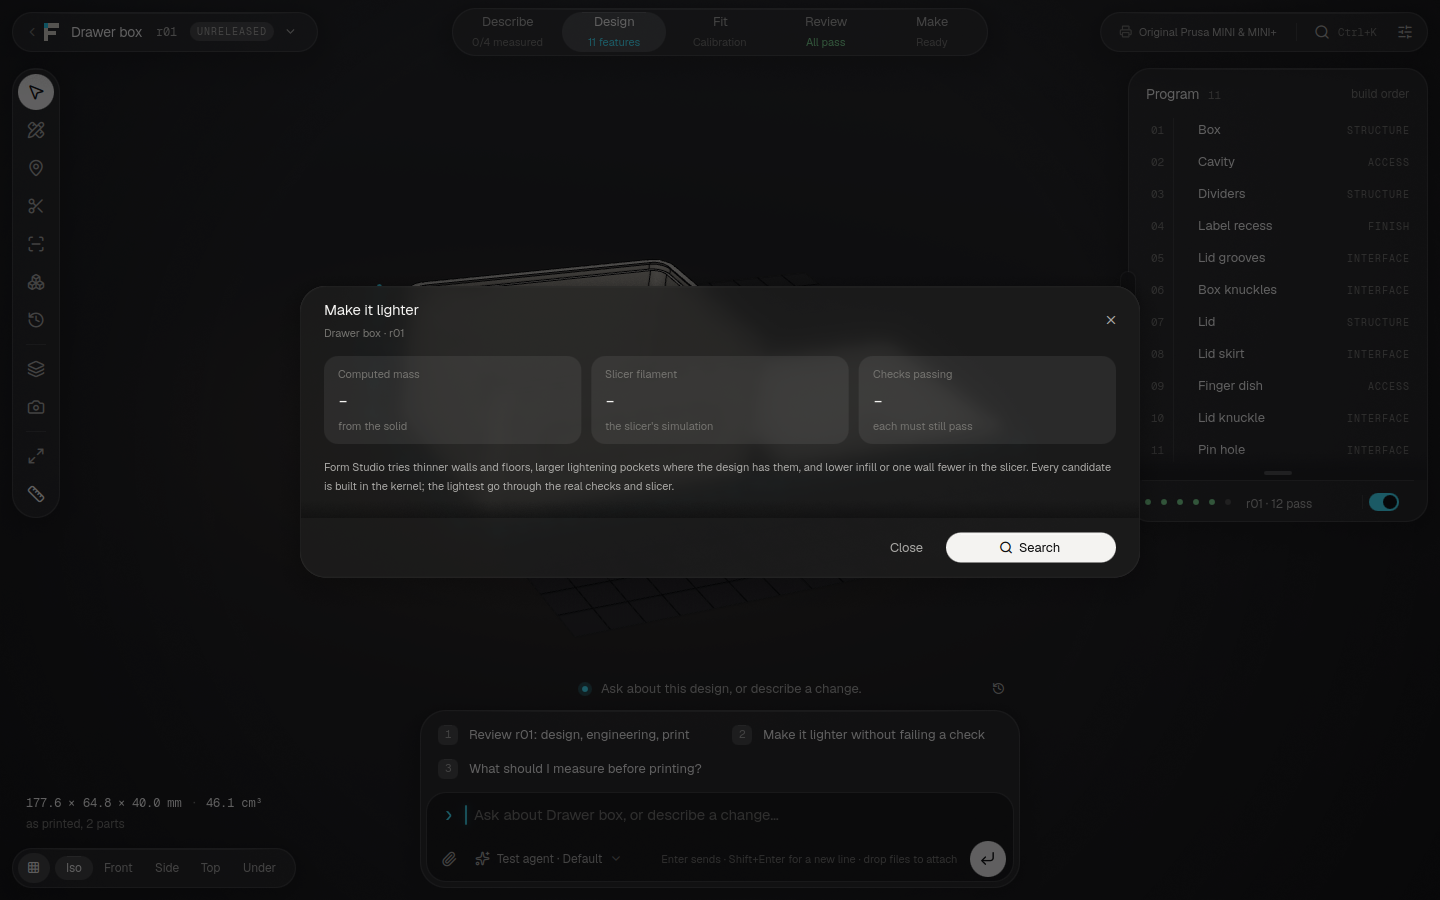 Drawer box r01 UNRELEASED
Describe
0/4 measured
Design
11 features
Fit
Calibration
Review
All pass
Make
Ready
Original Prusa MINI & MINI+
Ctrl+K
Program 11 build order
01 Box STRUCTURE
02 Cavity ACCESS
03 Dividers STRUCTURE
04 Label recess FINISH
05 Lid grooves INTERFACE
06 Box knuckles INTERFACE
07 Lid STRUCTURE
08 Lid skirt INTERFACE
09 Finger dish ACCESS
10 Lid knuckle INTERFACE
11 Pin hole INTERFACE
r01 · 12 pass
Make it lighter
Drawer box · r01
Computed mass
–
from the solid
Slicer filament
–
the slicer's simulation
Checks passing
–
each must still pass
Form Studio tries thinner walls and floors, larger lightening pockets where the design has them, and lower infill or one wall fewer in the slicer. Every candidate
is built in the kernel; the lightest go through the real checks and slicer.
Close
Search
Ask about this design, or describe a change.
1 Review r01: design, engineering, print
2 Make it lighter without failing a check
3 What should I measure before printing?
Ask about Drawer box, or describe a change...
Test agent · Default
Enter sends · Shift+Enter for a new line · drop files to attach
177.6 × 64.8 × 40.0 mm · 46.1 cm³
as printed, 2 parts
Iso Front Side Top Under